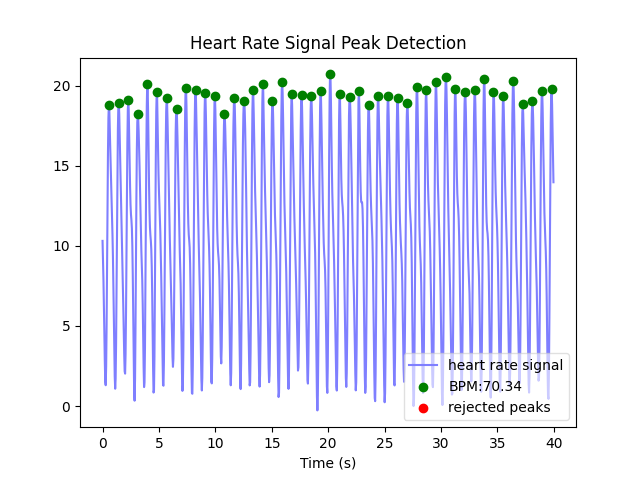 Heart Rate Signal Peak Detection
20
15
10
5
0
heart rate signal
BPM:70.34
rejected peaks
0 5 10 15 20 25 30 35 40
Time (s)